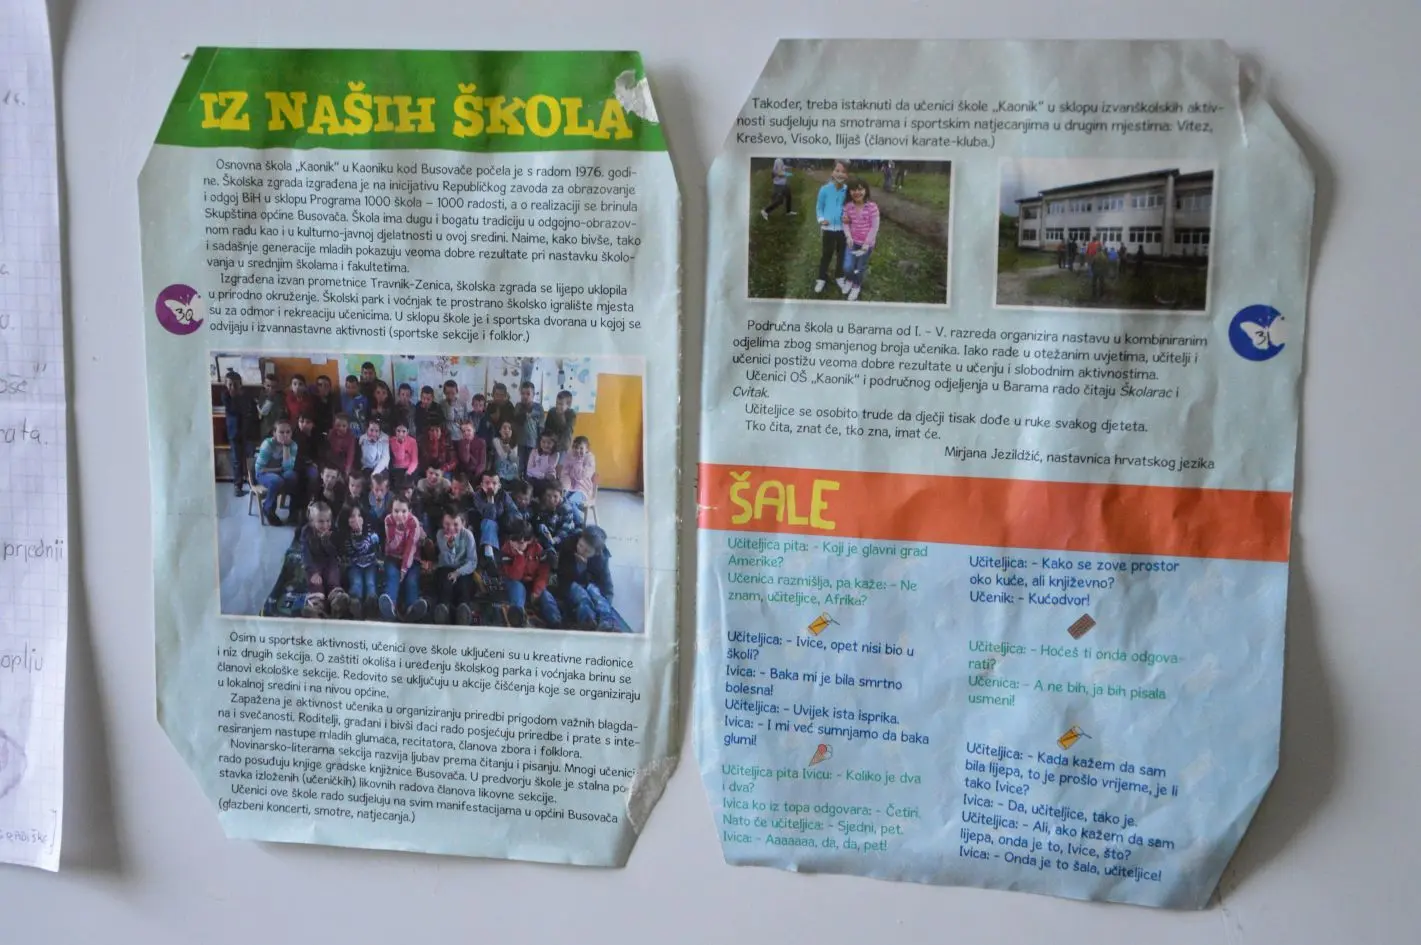 IZ NAŠIH ŠKOLA
Osnovna škola „Kaonik“ u Kaoniku kod Busovače počela je s radom 1976. godi-
ne. Školska zgrada izgrađena je na inicijativu Republičkog zavoda za obrazovanje
i odgoj BiH u sklopu Programa 1000 škola – 1000 radosti, a o realizaciji se brinula
Skupština općine Busovača. Škola ima dugu i bogatu tradiciju u odgojno-obrazov-
nom radu kao i u kulturno-javnoj djelatnosti u ovoj sredini. Naime, kako bivše, tako
i sadašnje generacije mladih pokazuju veoma dobre rezultate pri nastavku školo-
vanja u srednjim školama i fakultetima.
Izgrađena izvan prometnice Travnik-Zenica, školska zgrada se lijepo uklopila
u prirodno okruženje. Školski park i voćnjak te prostrano školsko igralište mjesta
su za odmor i rekreaciju učenicima. U sklopu škole je i sportska dvorana u kojoj se
odvijaju i izvannastavne aktivnosti (sportske sekcije i folklor.)
30
Osim u sportske aktivnosti, učenici ove škole uključeni su u kreativne radionice
i niz drugih sekcija. O zaštiti okoliša i uređenju školskog parka i voćnjaka brinu se
članovi ekološke sekcije. Redovito se uključuju u akcije čišćenja koje se organiziraju
u lokalnoj sredini i na nivou općine.
Zapažena je aktivnost učenika u organiziranju priredbi prigodom važnih blagda-
na i svečanosti. Roditelji, građani i bivši đaci rado posjećuju priredbe i prate s inte-
resiranjem nastupe mladih glumaca, recitatora, članova zbora i folklora.
Novinarsko-literarna sekcija razvija ljubav prema čitanju i pisanju. Mnogi učenici
rado posuđuju knjige gradske knjižnice Busovača. U predvorju škole je stalna po-
stavka izloženih (učeničkih) likovnih radova članova likovne sekcije.
Učenici ove škole rado sudjeluju na svim manifestacijama u općini Busovača
(glazbeni koncerti, smotre, natjecanja.)
Također, treba istaknuti da učenici škole „Kaonik“ u sklopu izvanškolskih aktiv-
nosti sudjeluju na smotrama i sportskim natjecanjima u drugim mjestima: Vitez,
Kreševo, Visoko, Ilijaš (članovi karate-kluba.)
Područna škola u Barama od I. – V. razreda organizira nastavu u kombiniranim
odjelima zbog smanjenog broja učenika. Iako rade u otežanim uvjetima, učitelji i
učenici postižu veoma dobre rezultate u učenju i slobodnim aktivnostima.
Učenici OŠ „Kaonik“ i područnog odjeljenja u Barama rado čitaju Školarac i
Cvitak.
Učiteljice se osobito trude da dječji tisak dođe u ruke svakog djeteta.
Tko čita, znat će, tko zna, imat će.
Mirjana Jezildžić, nastavnica hrvatskog jezika
31
ŠALE
Učiteljica pita: – Koji je glavni grad
Amerike?
Učenica razmišlja, pa kaže: – Ne
znam, učiteljice, Afrika?
Učiteljica: – Ivice, opet nisi bio u
školi?
Ivica: – Baka mi je bila smrtno
bolesna!
Učiteljica: – Uvijek ista isprika.
Ivica: – I mi već sumnjamo da baka
glumi!
Učiteljica pita Ivicu: – Koliko je dva
i dva?
Ivica ko iz topa odgovara: – Četiri.
Nato će učiteljica: – Sjedni, pet.
Ivica: – Aaaaaaa, da, da, pet!
Učiteljica: – Kako se zove prostor
oko kuće, ali književno?
Učenik: – Kućodvor!
Učiteljica: – Hoćeš ti onda odgova-
rati?
Učenica: – A ne bih, ja bih pisala
usmeni!
Učiteljica: – Kada kažem da sam
bila lijepa, to je prošlo vrijeme, je li
tako Ivice?
Ivica: – Da, učiteljice, tako je.
Učiteljica: – Ali, ako kažem da sam
lijepa, onda je to, Ivice, što?
Ivica: – Onda je to šala, učiteljice!